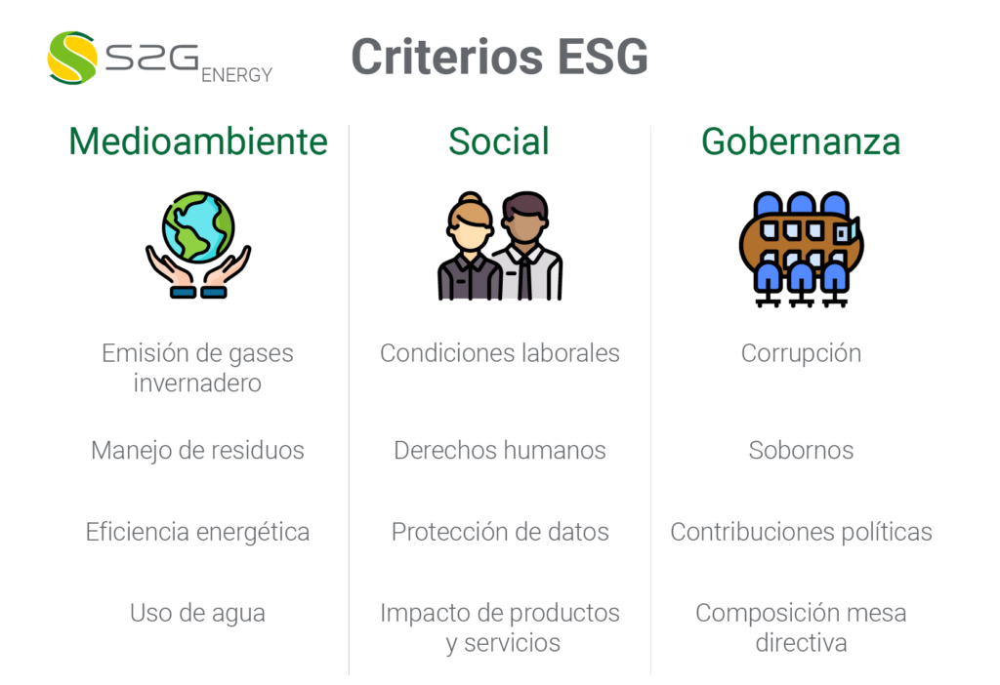 S2G ENERGY
Criterios ESG
Medioambiente
Emisión de gases
invernadero
Manejo de residuos
Eficiencia energética
Uso de agua
Social
Condiciones laborales
Derechos humanos
Protección de datos
Impacto de productos
y servicios
Gobernanza
Corrupción
Sobornos
Contribuciones políticas
Composición mesa
directiva